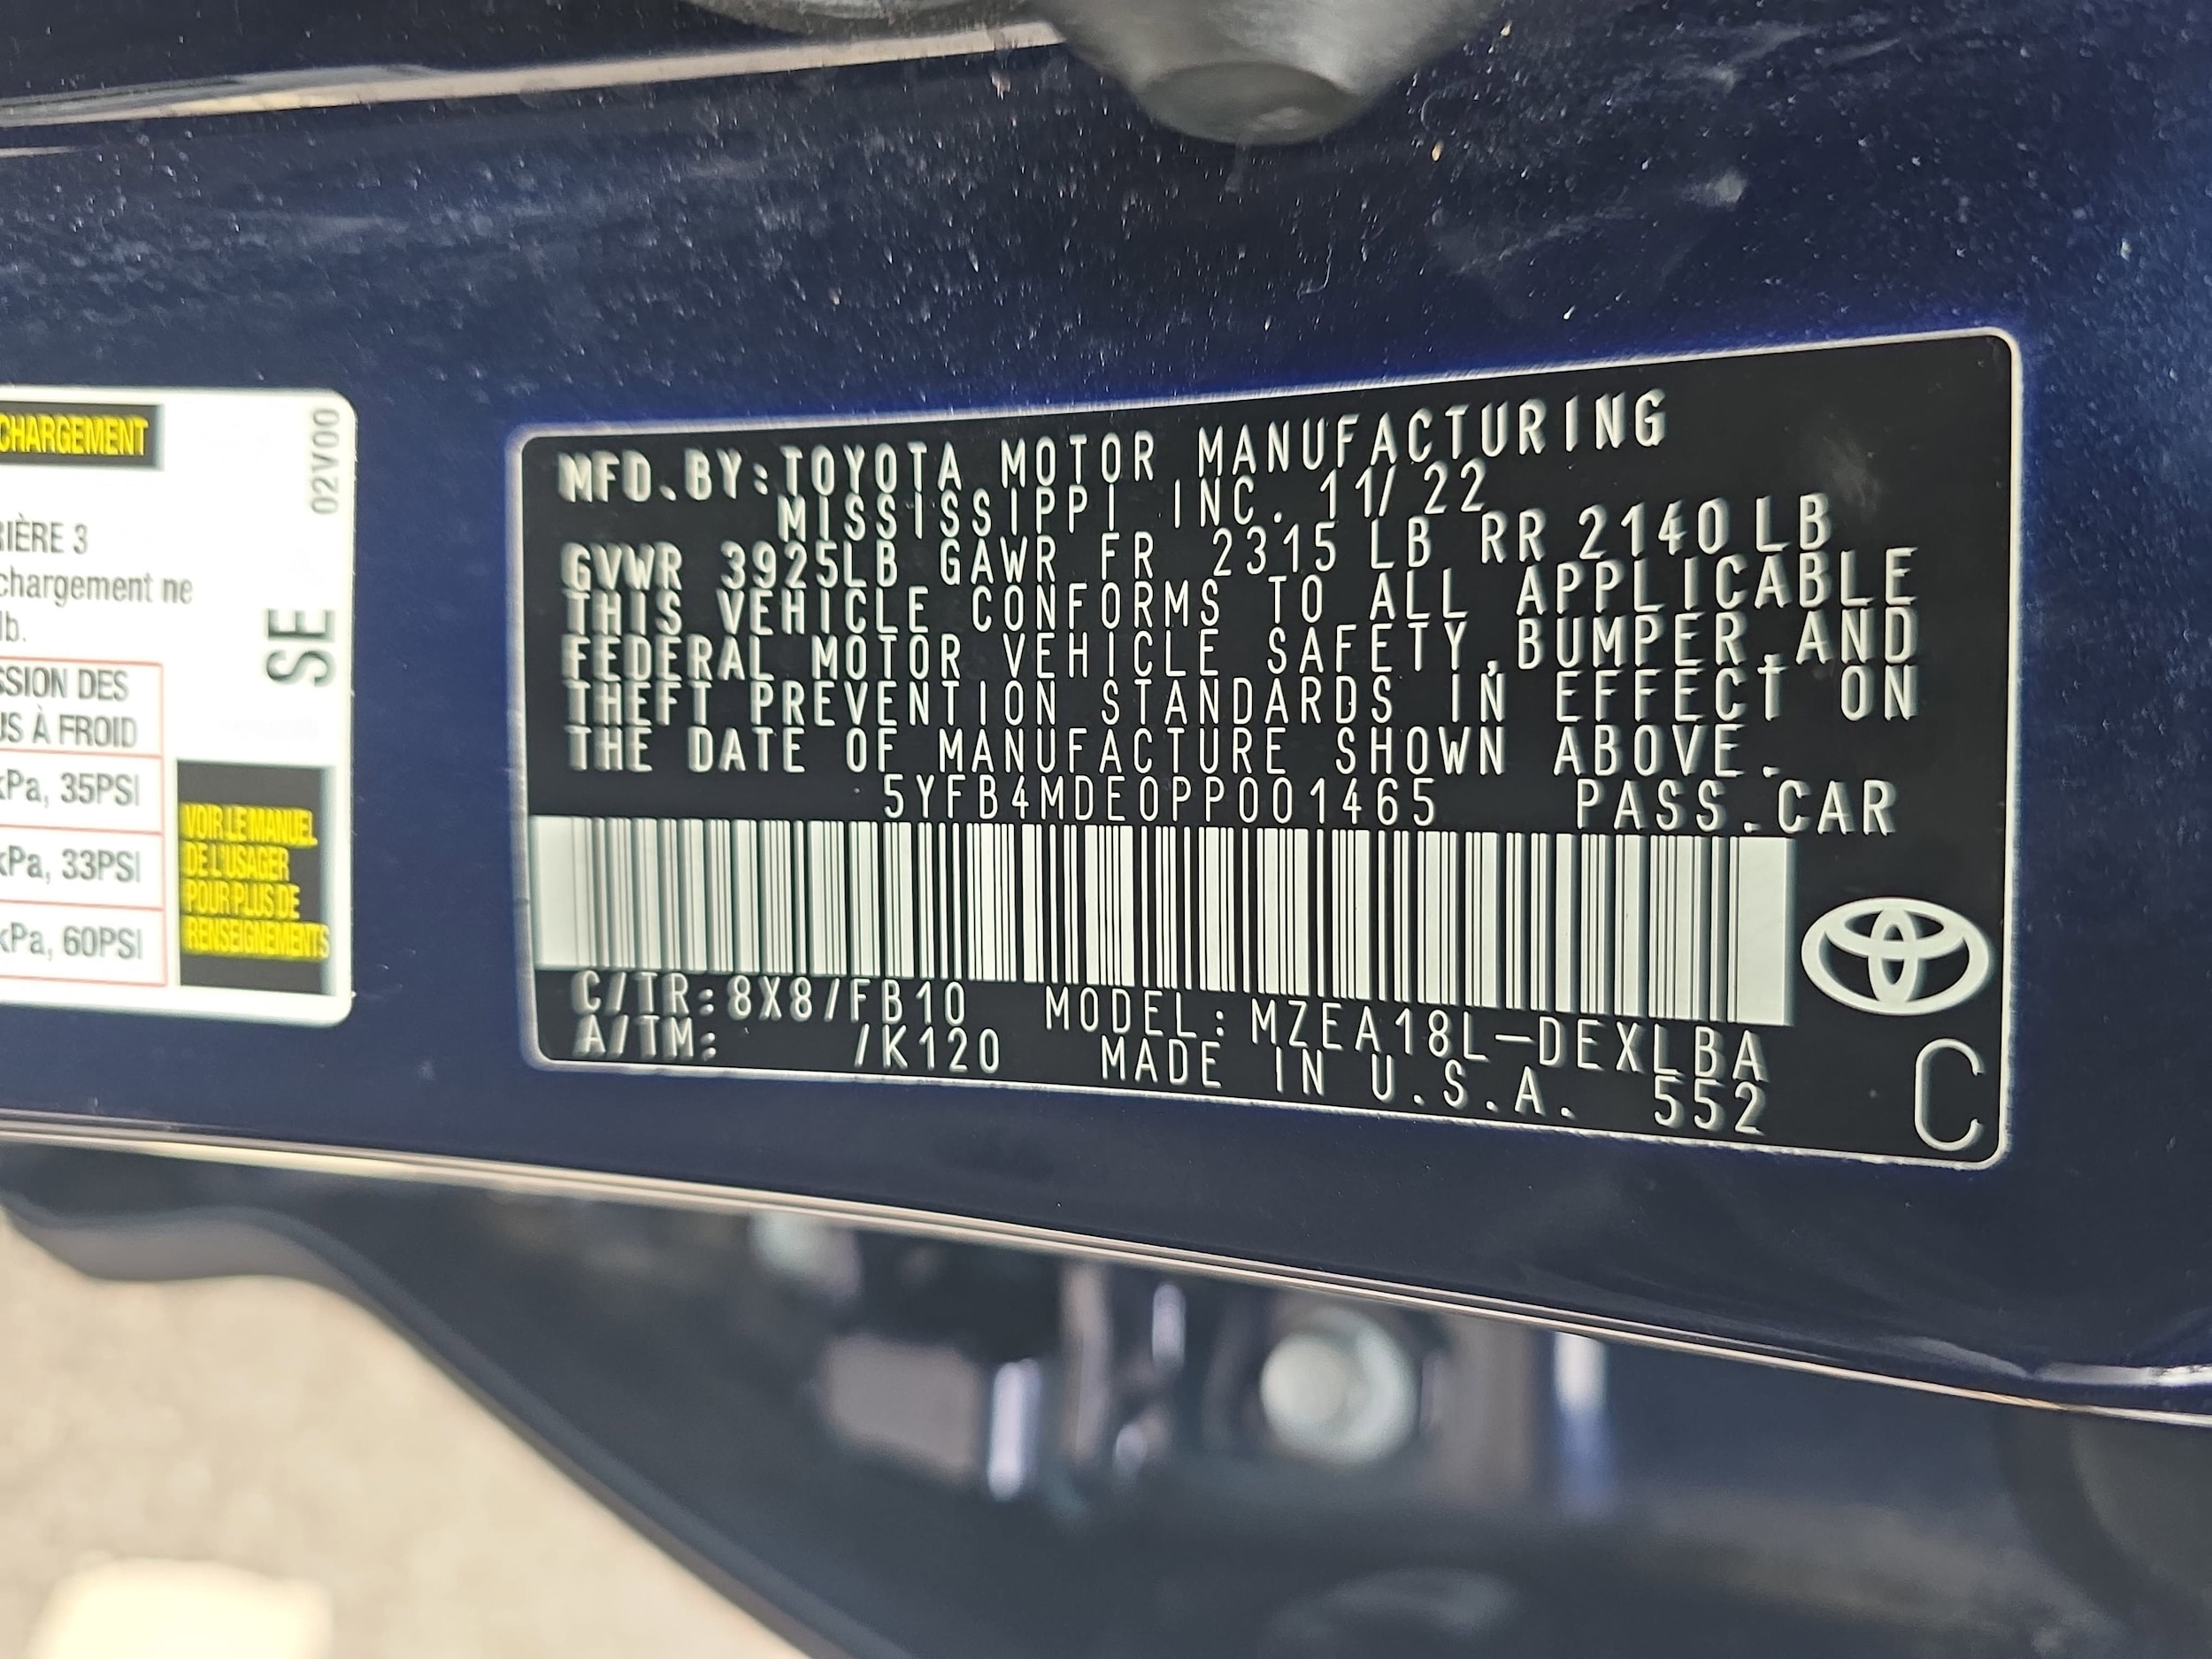 CHARGEMENT
02V00
RIÈRE 3
chargement ne
lb.
SE
SSION DES
US À FROID
kPa, 35PSI
kPa, 33PSI
kPa, 60PSI
VOIR LE MANUEL
DE L'USAGER
POUR PLUS DE
RENSEIGNEMENTS
MFD.BY:TOYOTA MOTOR MANUFACTURING
MISSISSIPPI INC. 11/22
GVWR 3925LB GAWR FR 2315 LB RR 2140 LB
THIS VEHICLE CONFORMS TO ALL APPLICABLE
FEDERAL MOTOR VEHICLE SAFETY,BUMPER,AND
THEFT PREVENTION STANDARDS IN EFFECT ON
THE DATE OF MANUFACTURE SHOWN ABOVE.
5YFB4MDE0PP001465 PASS.CAR
C/TR:8X8/FB10 MODEL:MZEA18L-DEXLBA
A/TM: /K120 MADE IN U.S.A. 552
C